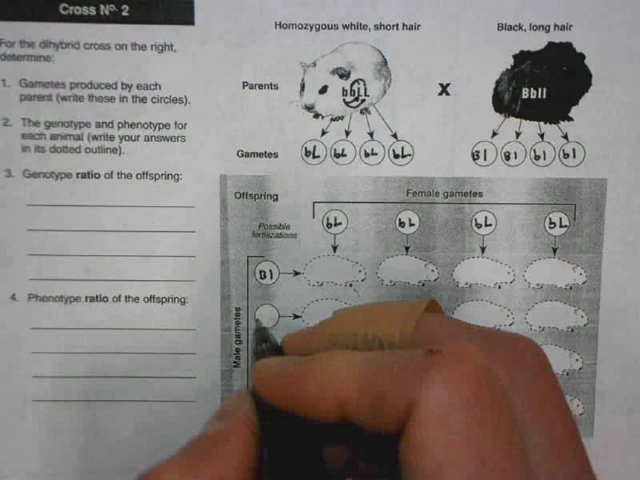 Cross Nº 2
For the dihybrid cross on the right,
determine:
1. Gametes produced by each
parent (write these in the circles).
2. The genotype and phenotype for
each animal (write your answers
in its dotted outline).
3. Genotype ratio of the offspring:
4. Phenotype ratio of the offspring:
Homozygous white, short hair
Black, long hair
Parents
bbLL
X
Bbll
Gametes
bL bL bL bL
Bl Bl bl bl
Offspring
Female gametes
Possible
fertilizations
bL bL bL bL
Bl
Male gametes